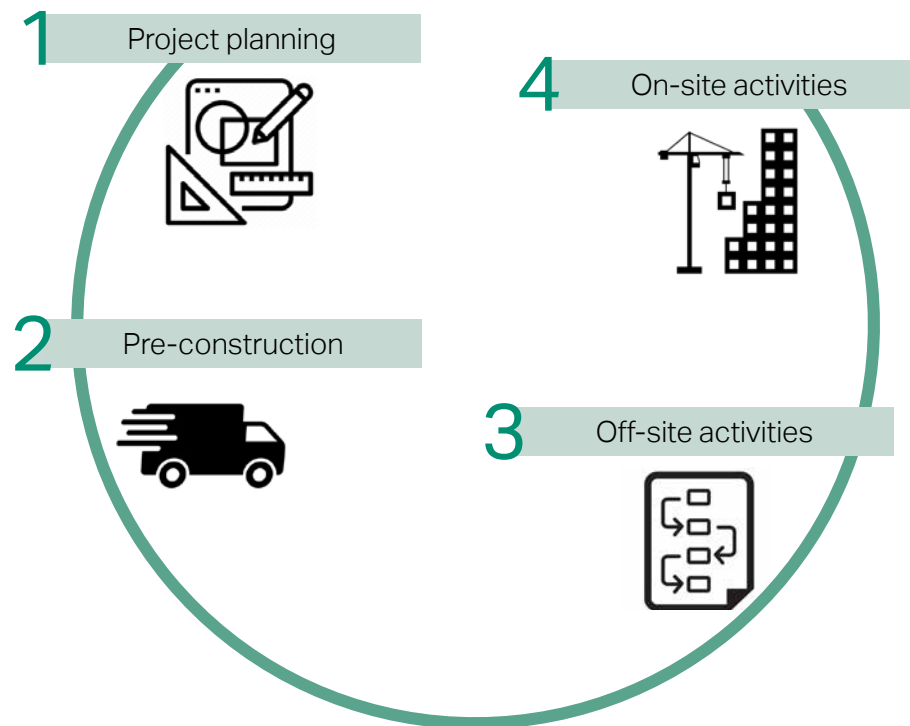 1 Project planning
2 Pre-construction
3 Off-site activities
4 On-site activities